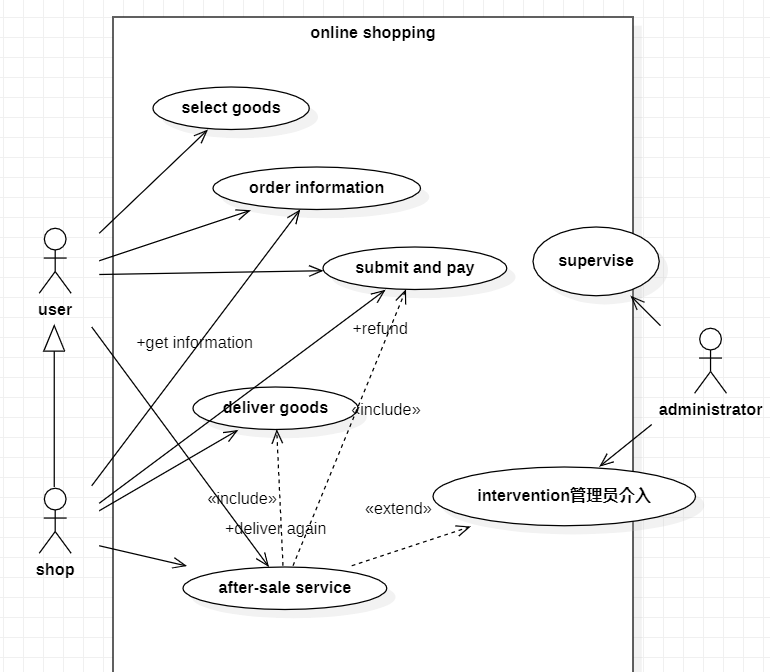 online shopping
select goods
order information
supervise
submit and pay
user
+refund
+get information
deliver goods
«include»
administrator
intervention管理员介入
«include»
«extend»
+deliver again
shop
after-sale service